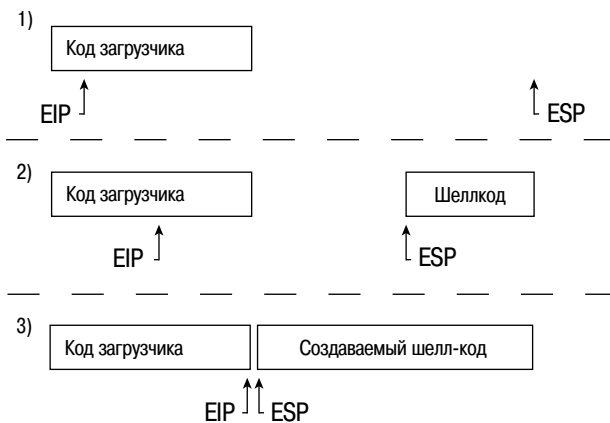 1)
Код загрузчика
EIP
ESP
2)
Код загрузчика
Шеллкод
EIP
ESP
3)
Код загрузчика
Создаваемый шелл-код
EIP
ESP